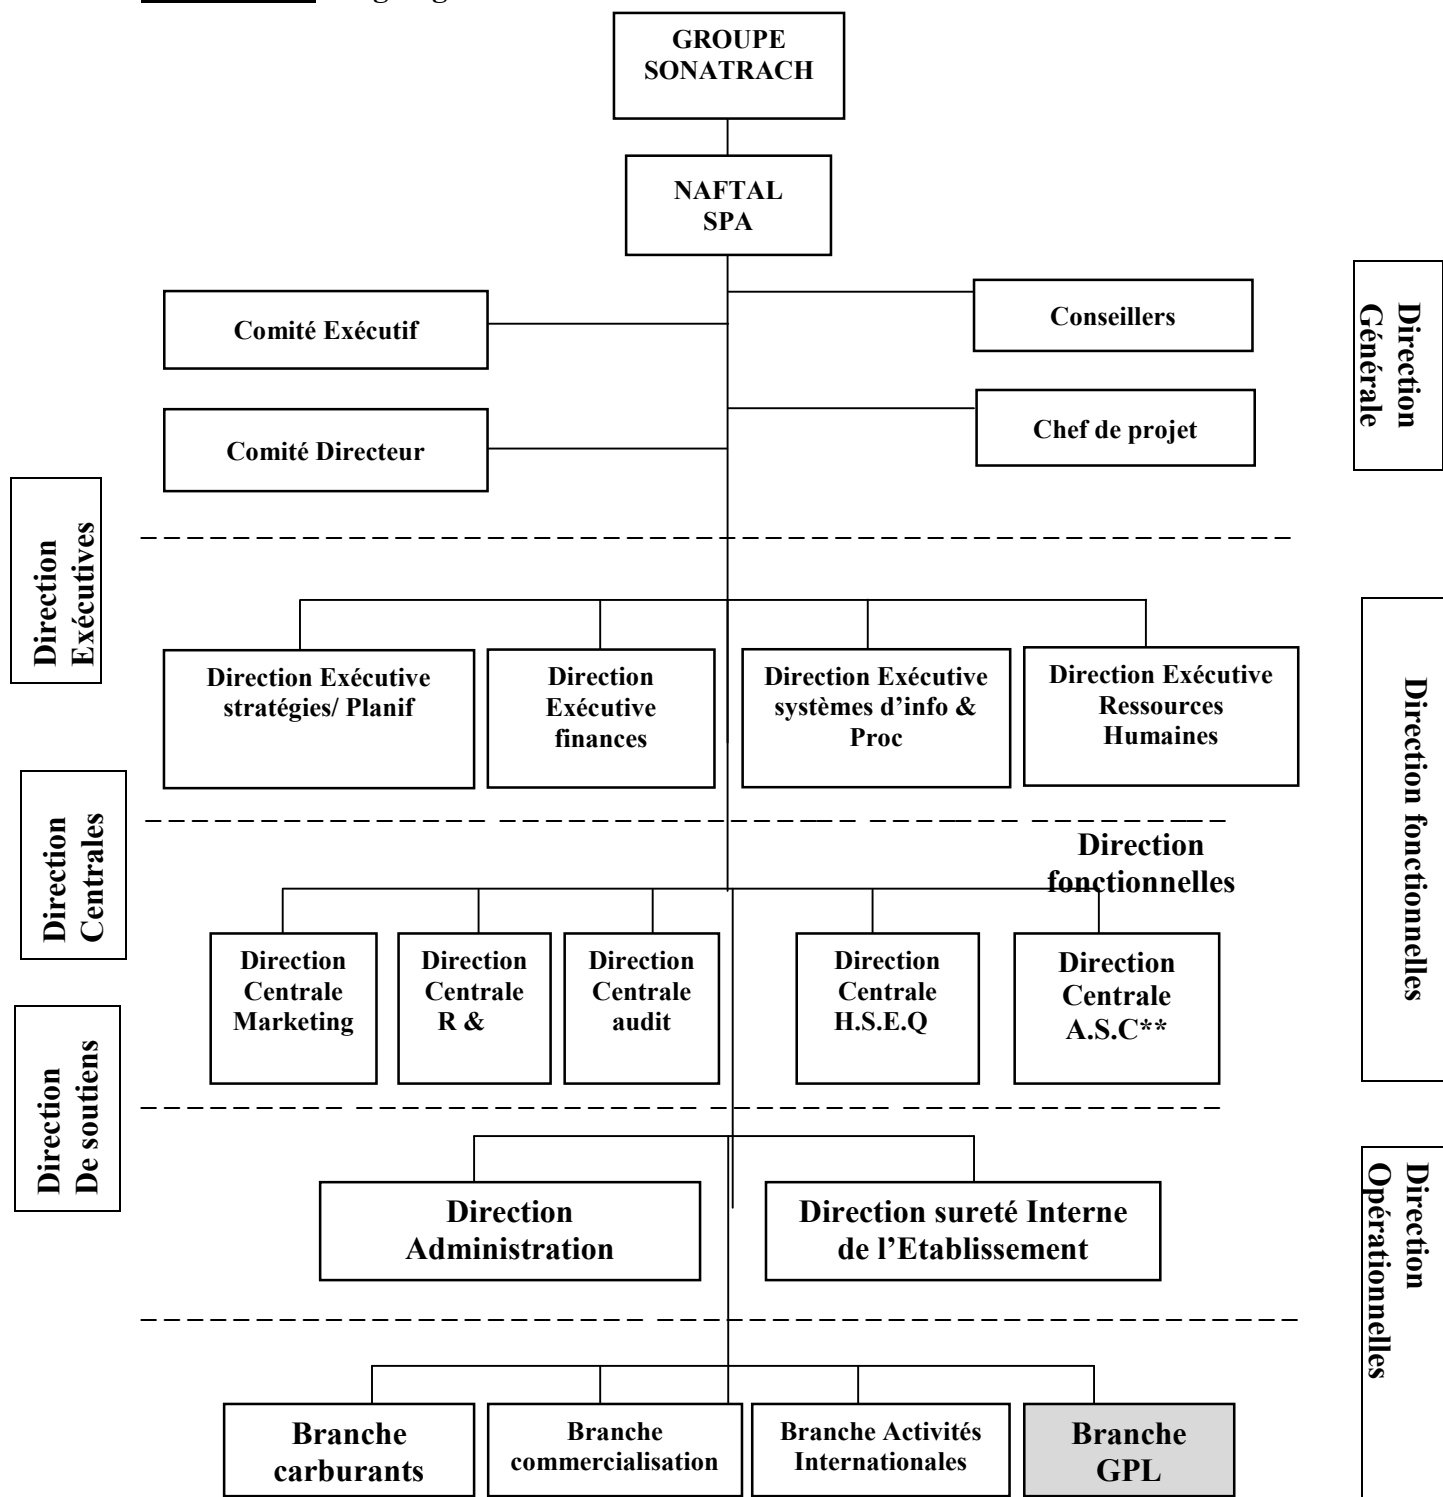 GROUPE
SONATRACH
NAFTAL
SPA
Comité Exécutif
Conseillers
Direction
Générale
Comité Directeur
Chef de projet
Direction
Exécutives
Direction Exécutive
stratégies/ Planif
Direction
Exécutive
finances
Direction Exécutive
systèmes d’info &
Proc
Direction Exécutive
Ressources
Humaines
Direction fonctionnelles
Direction
Centrales
Direction
fonctionnelles
Direction
Centrale
Marketing
Direction
Centrale
R &
Direction
Centrale
audit
Direction
Centrale
H.S.E.Q
Direction
Centrale
A.S.C**
Direction
De soutiens
Direction
Administration
Direction sureté Interne
de l’Etablissement
Direction
Opérationnelles
Branche
carburants
Branche
commercialisation
Branche Activités
Internationales
Branche
GPL